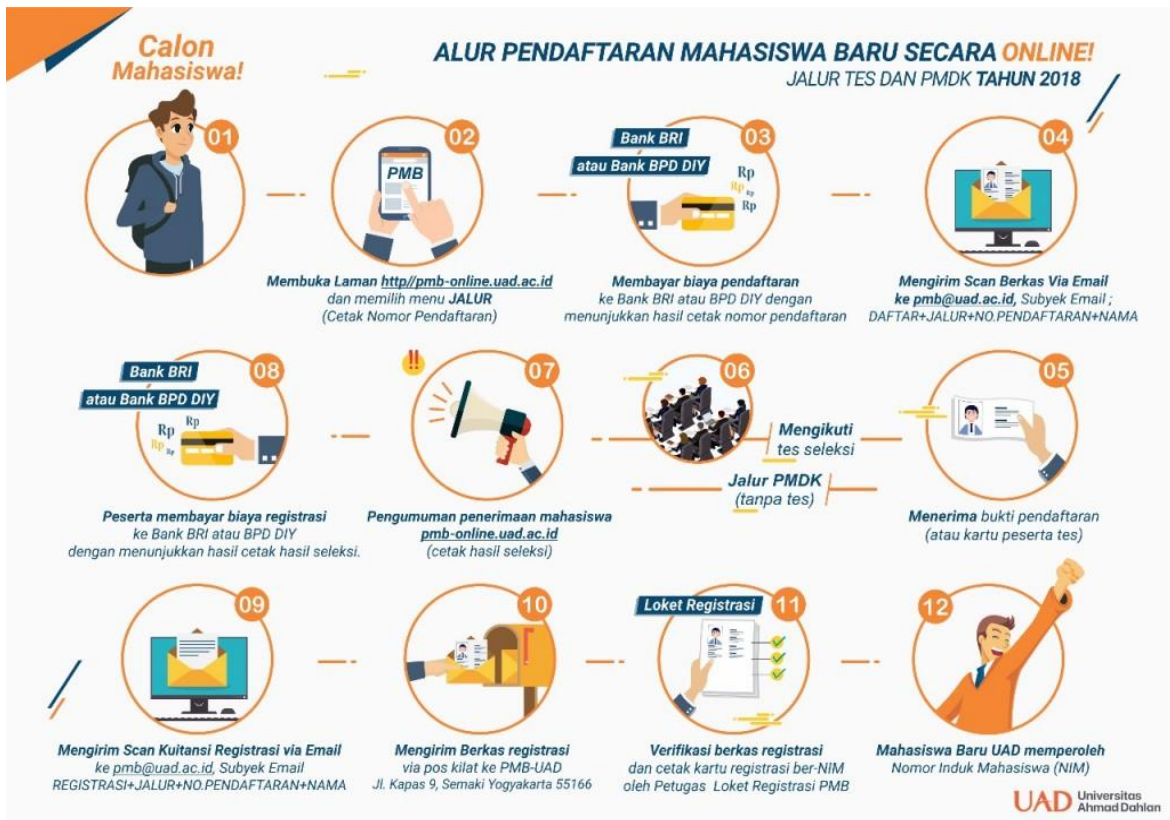 Calon
Mahasiswa!
ALUR PENDAFTARAN MAHASISWA BARU SECARA ONLINE!
JALUR TES DAN PMDK TAHUN 2018
01
02
PMB
Membuka Laman http//pmb-online.uad.ac.id
dan memilih menu JALUR
(Cetak Nomor Pendaftaran)
03
Bank BRI
atau Bank BPD DIY
Rp
Rp
Rp
Rp
Membayar biaya pendaftaran
ke Bank BRI atau BPD DIY dengan
menunjukkan hasil cetak nomor pendaftaran
04
Mengirim Scan Berkas Via Email
ke pmb@uad.ac.id, Subyek Email ;
DAFTAR+JALUR+NO.PENDAFTARAN+NAMA
05
Menerima bukti pendaftaran
(atau kartu peserta tes)
06
Mengikuti
tes seleksi
Jalur PMDK
(tanpa tes)
!!
07
Pengumuman penerimaan mahasiswa
pmb-online.uad.ac.id
(cetak hasil seleksi)
08
Bank BRI
atau Bank BPD DIY
Rp
Rp
Rp
Rp
Peserta membayar biaya registrasi
ke Bank BRI atau BPD DIY
dengan menunjukkan hasil cetak hasil seleksi.
09
Mengirim Scan Kuitansi Registrasi via Email
ke pmb@uad.ac.id, Subyek Email
REGISTRASI+JALUR+NO.PENDAFTARAN+NAMA
10
Mengirim Berkas registrasi
via pos kilat ke PMB-UAD
Jl. Kapas 9, Semaki Yogyakarta 55166
Loket Registrasi
11
Verifikasi berkas registrasi
dan cetak kartu registrasi ber-NIM
oleh Petugas Loket Registrasi PMB
12
Mahasiswa Baru UAD memperoleh
Nomor Induk Mahasiswa (NIM)
UAD Universitas
Ahmad Dahlan